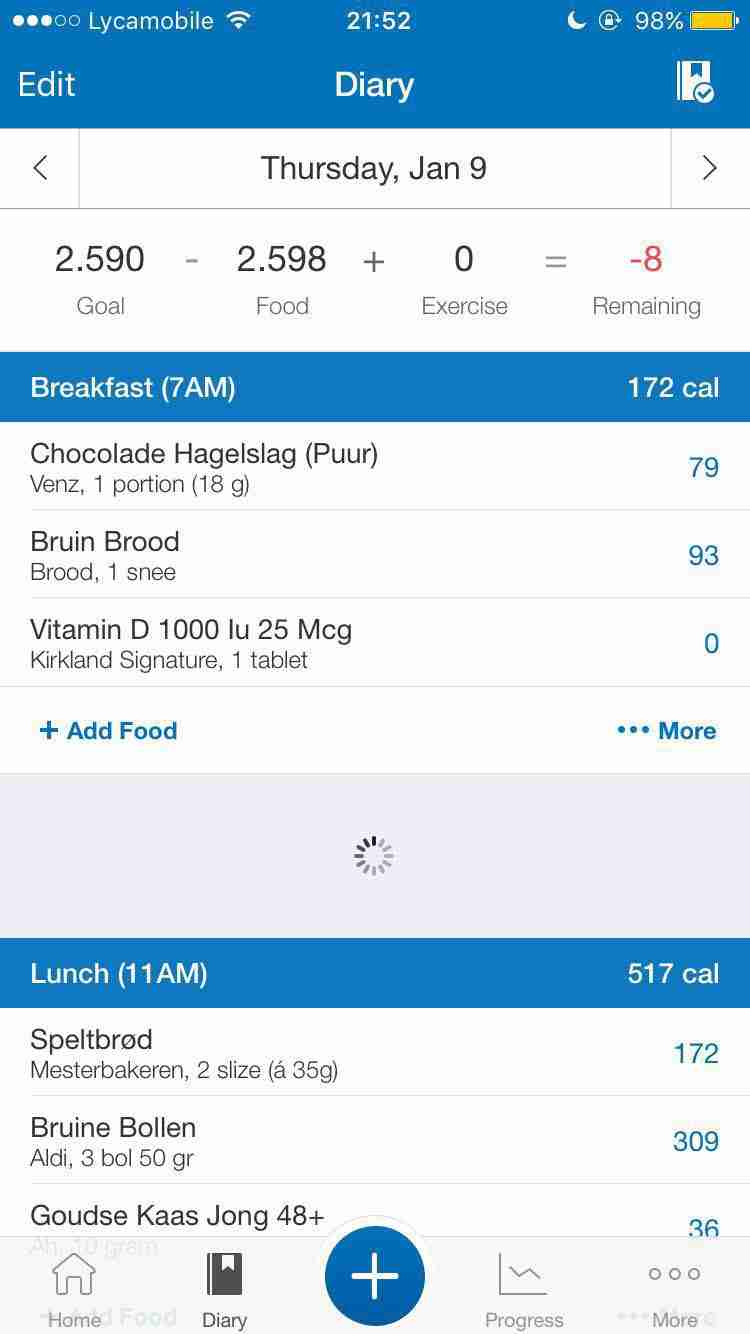 Lycamobile 21:52 98%
Edit Diary
Thursday, Jan 9
2.590 - 2.598 + 0 = -8
Goal Food Exercise Remaining
Breakfast (7AM) 172 cal
Chocolade Hagelslag (Puur) 79
Venz, 1 portion (18 g)
Bruin Brood 93
Brood, 1 snee
Vitamin D 1000 Iu 25 Mcg 0
Kirkland Signature, 1 tablet
+ Add Food ••• More
Lunch (11AM) 517 cal
Speltbrød 172
Mesterbakeren, 2 slize (á 35g)
Bruine Bollen 309
Aldi, 3 bol 50 gr
Goudse Kaas Jong 48+ 36
Ah, 10 gram
+ Add Food ••• More
Home Diary Progress More